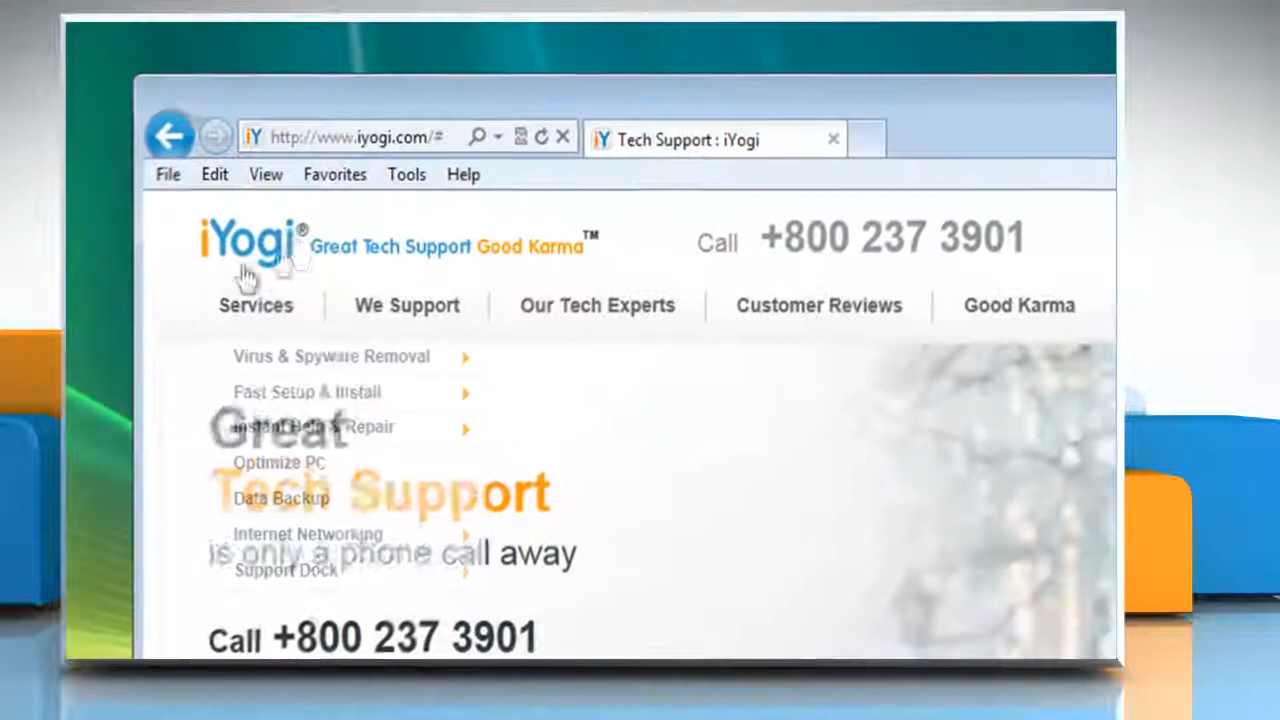 http://www.iyogi.com/#
Tech Support : iYogi
File Edit View Favorites Tools Help
iYogi® Great Tech Support Good Karma™
Call +800 237 3901
Services We Support Our Tech Experts Customer Reviews Good Karma
Virus & Spyware Removal
Fast Setup & Install
Great
Instant Help & Repair
Optimize PC
Tech Support
Data Backup
Internet Networking
is only a phone call away
Support Dock
Call +800 237 3901